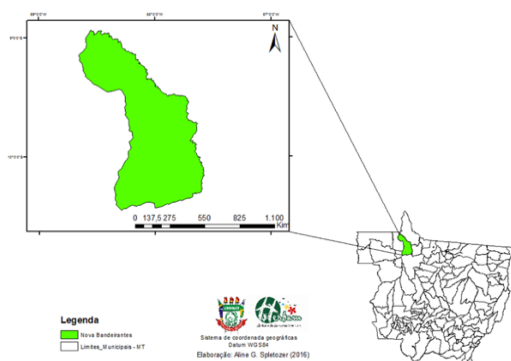 N
0 137,5 275 550 825 1.100
Km
Legenda
Nova Bandeirantes
Limites_Municipais - MT
Sistema de coordenada geográficas
Datum WGS84
Elaboração: Aline G. Spletozer (2016)